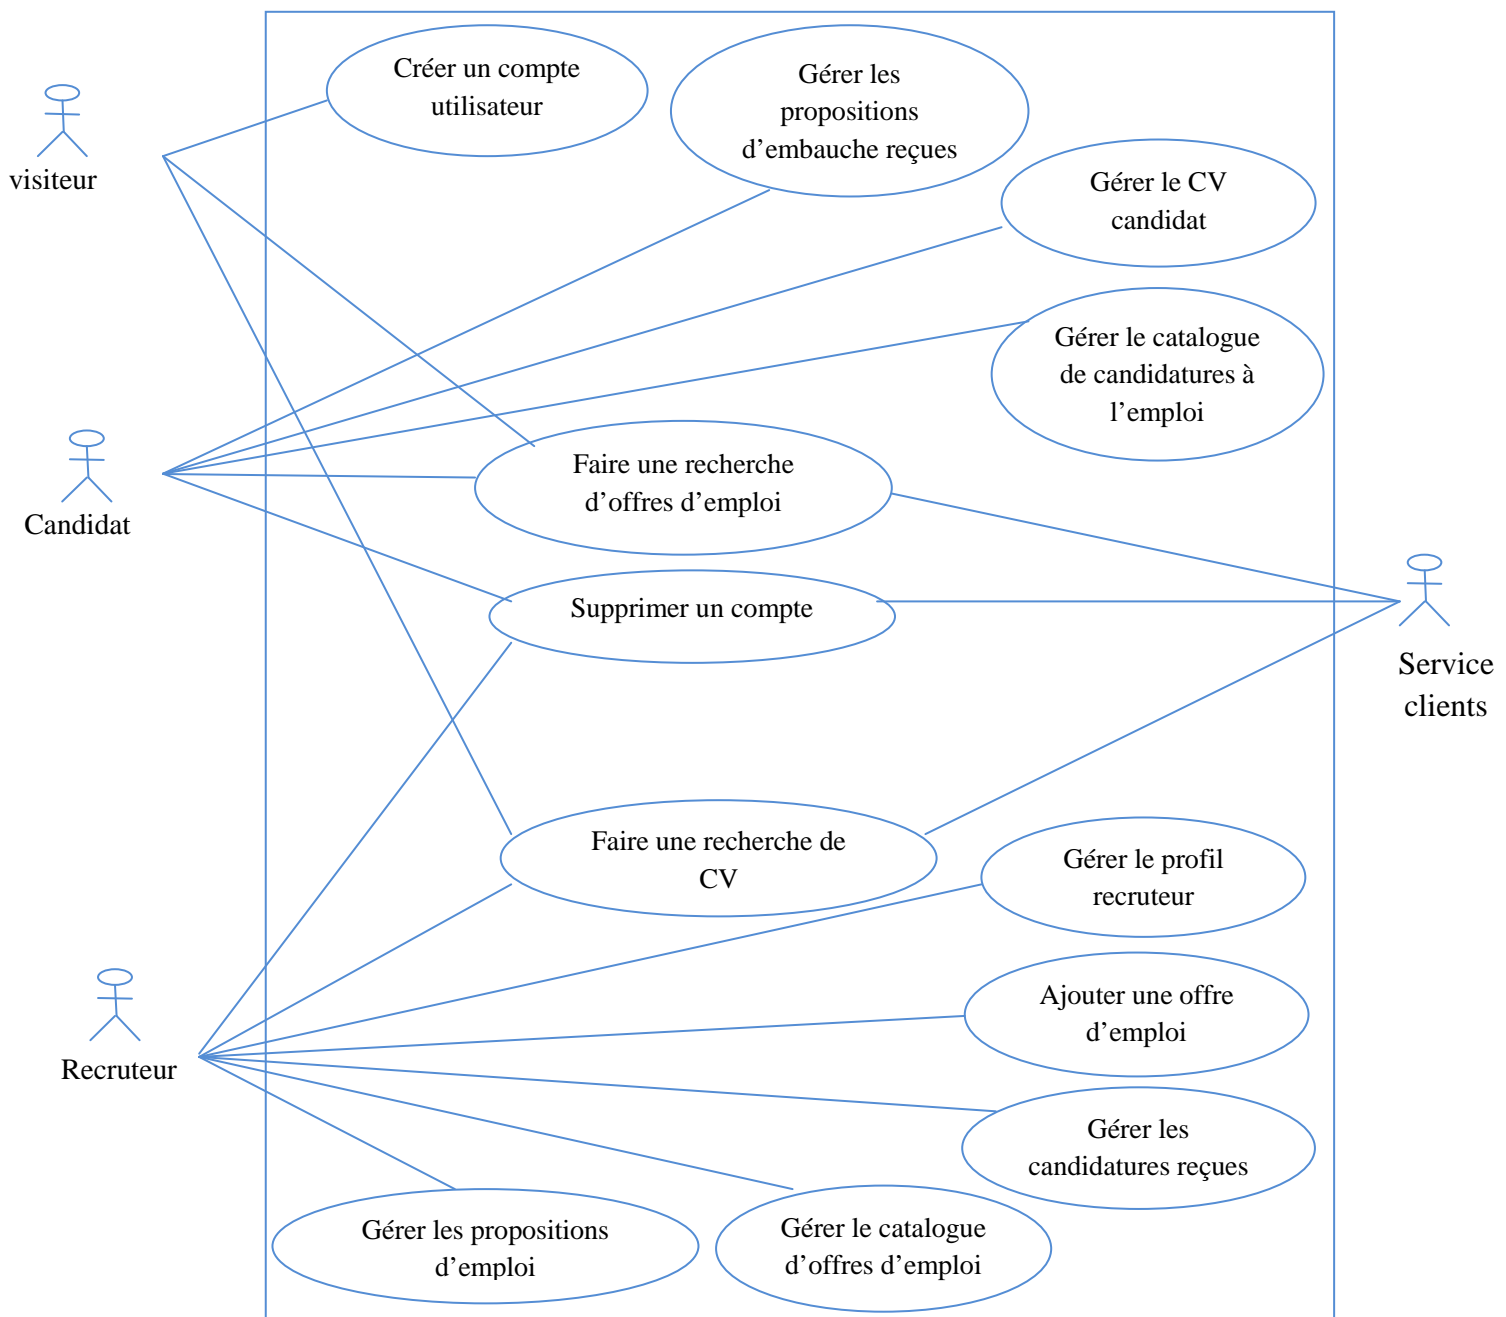 Créer un compte
utilisateur
Gérer les
propositions
d’embauche reçues
visiteur
Gérer le CV
candidat
Gérer le catalogue
de candidatures à
l’emploi
Candidat
Faire une recherche
d’offres d’emploi
Supprimer un compte
Service
clients
Faire une recherche de
CV
Gérer le profil
recruteur
Recruteur
Ajouter une offre
d’emploi
Gérer les
candidatures reçues
Gérer les propositions
d’emploi
Gérer le catalogue
d’offres d’emploi